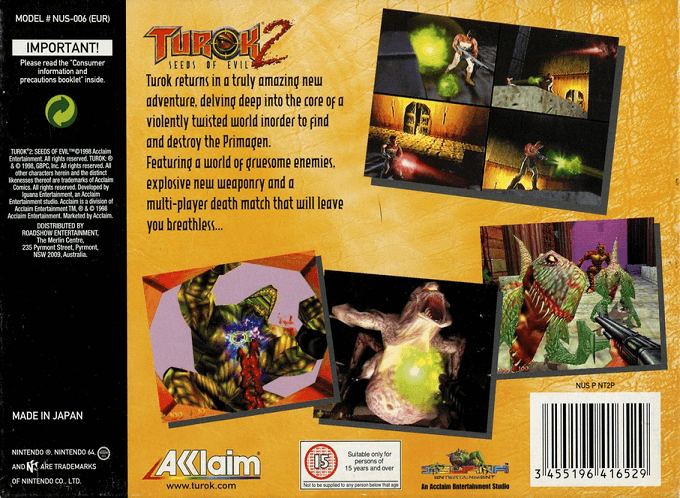 MODEL # NUS-006 (EUR)
IMPORTANT!
Please read the "Consumer
information and
precautions booklet" inside.
TUROK®2: SEEDS OF EVIL™©1998 Acclaim
Entertainment. All rights reserved. TUROK: ®
& © 1998, GBPC, Inc. All rights reserved. All
other characters herein and the distinct
likenesses thereof are trademarks of Acclaim
Comics. All rights reserved. Developed by
Iguana Entertainment, an Acclaim
Entertainment studio. Acclaim is a division of
Acclaim Entertainment TM, ® & © 1998
Acclaim Entertainment. Marketed by Acclaim.
DDISTRIBUTED BY
ROADSHOW ENTERTAINMENT,
The Merlin Centre,
235 Pyrmont Street, Pyrmont,
NSW 2009, Australia.
MADE IN JAPAN
NINTENDO ®, NINTENDO 64,
AND N ARE TRADEMARKS
OF NINTENDO CO., LTD.
TUROK 2
SEEDS OF EVIL
Turok returns in a truly amazing new
adventure, delving deep into the core of a
violently twisted world inorder to find
and destroy the Primagen.
Featuring a world of gruesome enemies,
explosive new weaponry and a
multi-player death match that will leave
you breathless...
AKklaim
www.turok.com
15
Suitable only for
persons of
15 years and over
Not to be supplied to any person below that age
ENTERTAINMENT
An Acclaim Entertainment Studio
NUS P NT2P
3 455196 416529